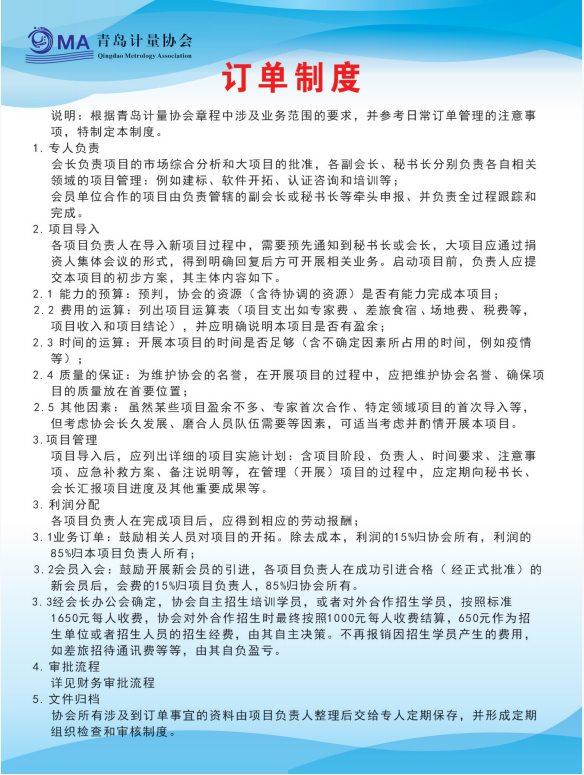 QMA 青岛计量协会
Qingdao Metrology Association
订单制度
说明：根据青岛计量协会章程中涉及业务范围的要求，并参考日常订单管理的注意事
项，特制定本制度。
1. 专人负责
会长负责项目的市场综合分析和大项目的批准，各副会长、秘书长分别负责各自相关
领域的项目管理：例如建标、软件开拓、认证咨询和培训等；
会员单位合作的项目由负责管辖的副会长或秘书长等牵头申报、并负责全过程跟踪和
完成。
2. 项目导入
各项目负责人在导入新项目过程中，需要预先通知到秘书长或会长，大项目应通过捐
资人集体会议的形式，得到明确回复后方可开展相关业务。启动项目前，负责人应提
交本项目的初步方案，其主体内容如下。
2.1 能力的预算：预判，协会的资源（含待协调的资源）是否有能力完成本项目；
2.2 费用的运算：列出项目运算表（项目支出如专家费、差旅食宿、场地费、税费等，
项目收入和项目结论），并应明确说明本项目是否有盈余；
2.3 时间的运算：开展本项目的时间是否足够（含不确定因素所占用的时间，例如疫情
等）；
2.4 质量的保证：为维护协会的名誉，在开展项目的过程中，应把维护协会名誉、确保项
目的质量放在首要位置；
2.5 其他因素：虽然某些项目盈余不多、专家首次合作、特定领域项目的首次导入等，
但考虑协会长久发展、磨合人员队伍需要等因素，可适当考虑并酌情开展本项目。
3.项目管理
项目导入后，应列出详细的项目实施计划：含项目阶段、负责人、时间要求、注意事
项、应急补救方案、备注说明等，在管理（开展）项目的过程中，应定期向秘书长、
会长汇报项目进度及其他重要成果等。
3. 利润分配
各项目负责人在完成项目后，应得到相应的劳动报酬；
3.1业务订单：鼓励相关人员对项目的开拓。除去成本，利润的15%归协会所有，利润的
85%归本项目负责人所有；
3.2会员入会：鼓励开展新会员的引进，各项目负责人在成功引进合格（ 经正式批准）的
新会员后，会费的15%归项目负责人，85%归协会所有。
3.3经会长办公会确定，协会自主招生培训学员，或者对外合作招生学员，按照标准
1650元每人收费，协会对外合作招生时最终按照1000元每人收费结算，650元作为招
生单位或者招生人员的招生经费，由其自主决策。不再报销因招生学员产生的费用，
如差旅招待通讯费等等，由其自负盈亏。
4. 审批流程
详见财务审批流程
5. 文件归档
协会所有涉及到订单事宜的资料由项目负责人整理后交给专人定期保存，并形成定期
组织检查和审核制度。